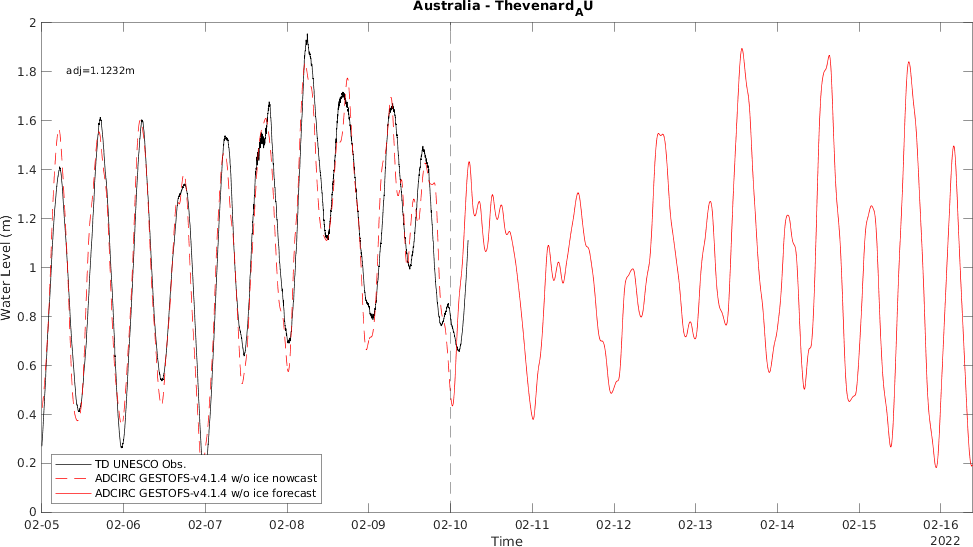 Australia - Thevenard_AU
adj=1.1232m
Water Level (m)
2
1.8
1.6
1.4
1.2
1
0.8
0.6
0.4
0.2
0
TD UNESCO Obs.
ADCIRC GESTOFS-v4.1.4 w/o ice nowcast
ADCIRC GESTOFS-v4.1.4 w/o ice forecast
02-05 02-06 02-07 02-08 02-09 02-10 02-11 02-12 02-13 02-14 02-15 02-16
Time
2022